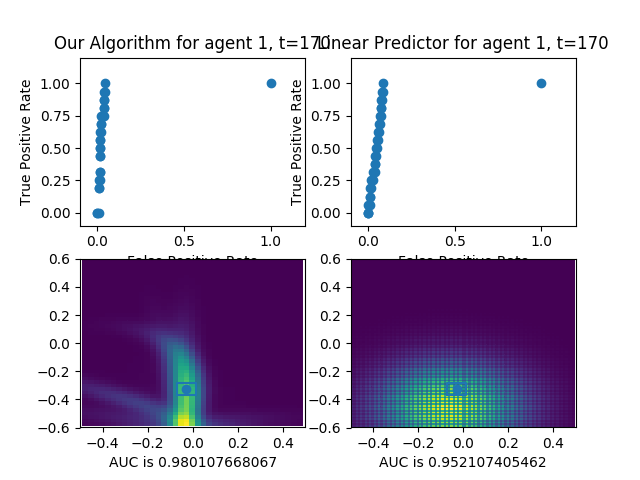 Our Algorithm for agent 1, t=170
Linear Predictor for agent 1, t=170
True Positive Rate
1.00
0.75
0.50
0.25
0.00
0.0 0.5 1.0
False Positive Rate
True Positive Rate
1.00
0.75
0.50
0.25
0.00
0.0 0.5 1.0
False Positive Rate
0.6
0.4
0.2
0.0
−0.2
−0.4
−0.6
−0.4 −0.2 0.0 0.2 0.4
AUC is 0.980107668067
0.6
0.4
0.2
0.0
−0.2
−0.4
−0.6
−0.4 −0.2 0.0 0.2 0.4
AUC is 0.952107405462